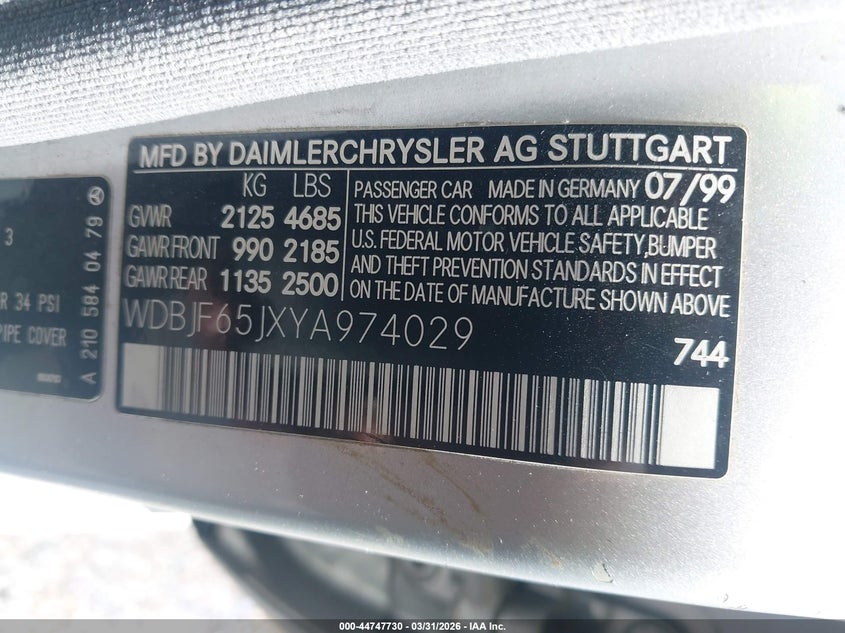 3
R 34 PSI
PIPE COVER
A 210 584 04 79
MFD BY DAIMLERCHRYSLER AG STUTTGART
KG LBS
GVWR 2125 4685
GAWR FRONT 990 2185
GAWR REAR 1135 2500
PASSENGER CAR MADE IN GERMANY 07/99
THIS VEHICLE CONFORMS TO ALL APPLICABLE
U.S. FEDERAL MOTOR VEHICLE SAFETY, BUMPER
AND THEFT PREVENTION STANDARDS IN EFFECT
ON THE DATE OF MANUFACTURE SHOWN ABOVE.
WDBJF65JXYA974029
744
000-44747730 - 03/31/2026 - IAA Inc.